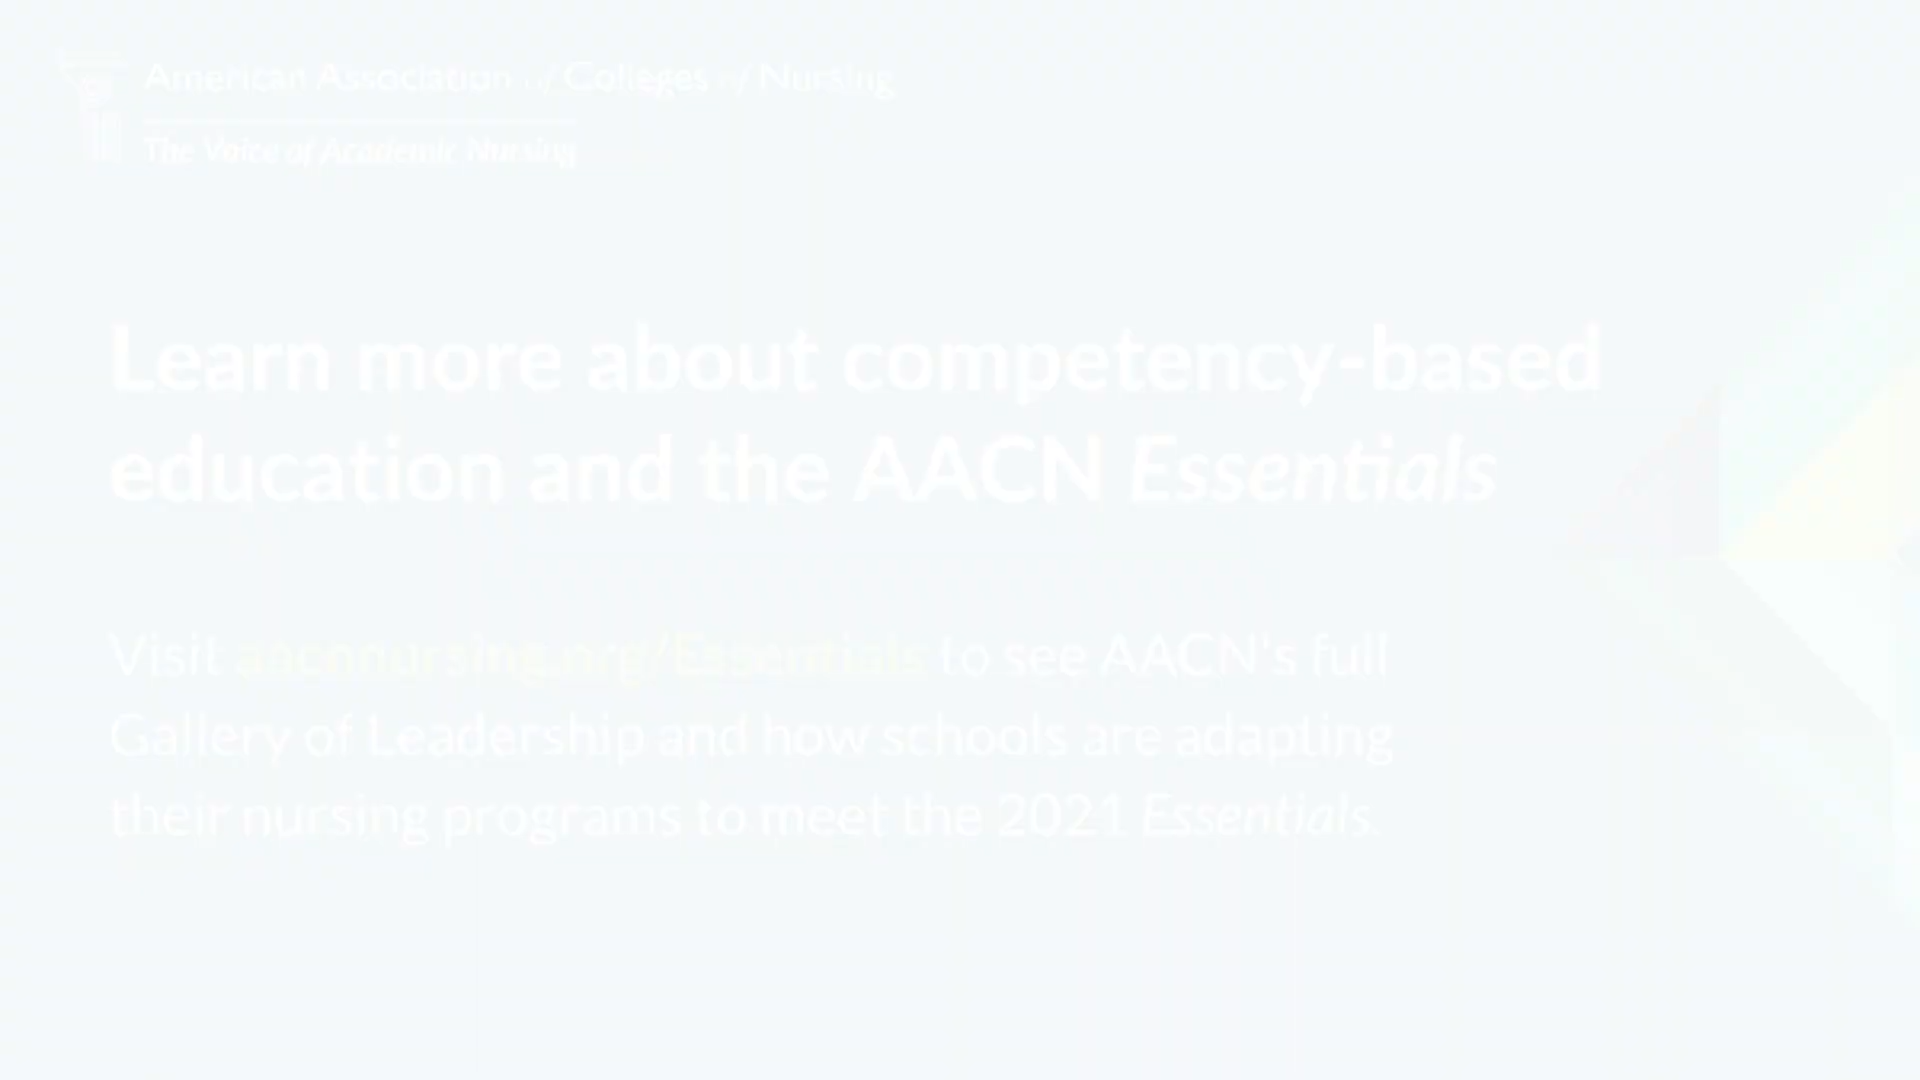 American Association of Colleges of Nursing
The Voice of Academic Nursing
Learn more about competency-based
education and the AACN Essentials
Visit aacnnursing.org/Essentials to see AACN's full
Gallery of Leadership and how schools are adapting
their nursing programs to meet the 2021 Essentials.